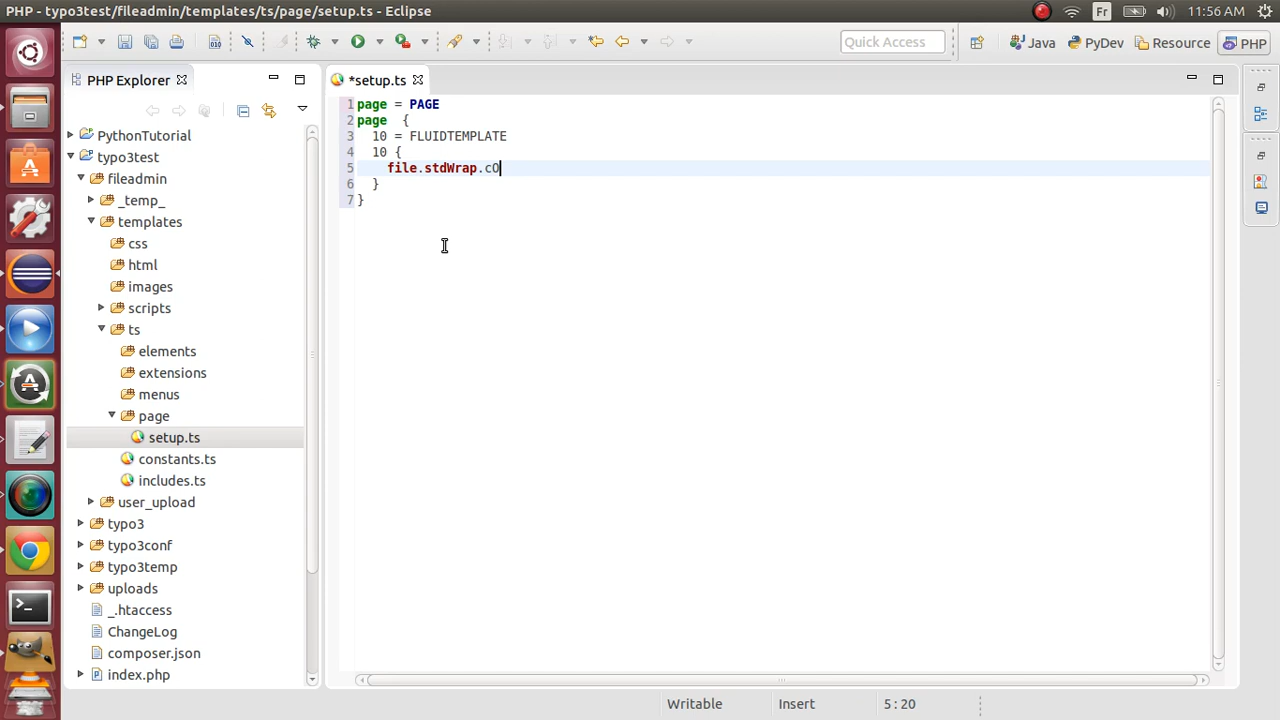 PHP - typo3test/fileadmin/templates/ts/page/setup.ts - Eclipse
Fr
11:56 AM
Quick Access
Java
PyDev
Resource
PHP
PHP Explorer
*setup.ts
PythonTutorial
typo3test
fileadmin
_temp_
templates
css
html
images
scripts
ts
elements
extensions
menus
page
setup.ts
constants.ts
includes.ts
user_upload
typo3
typo3conf
typo3temp
uploads
_.htaccess
ChangeLog
composer.json
index.php
1 page = PAGE
2 page  {
3   10 = FLUIDTEMPLATE
4   10 {
5     file.stdWrap.cO
6   }
7 }
Writable
Insert
5 : 20